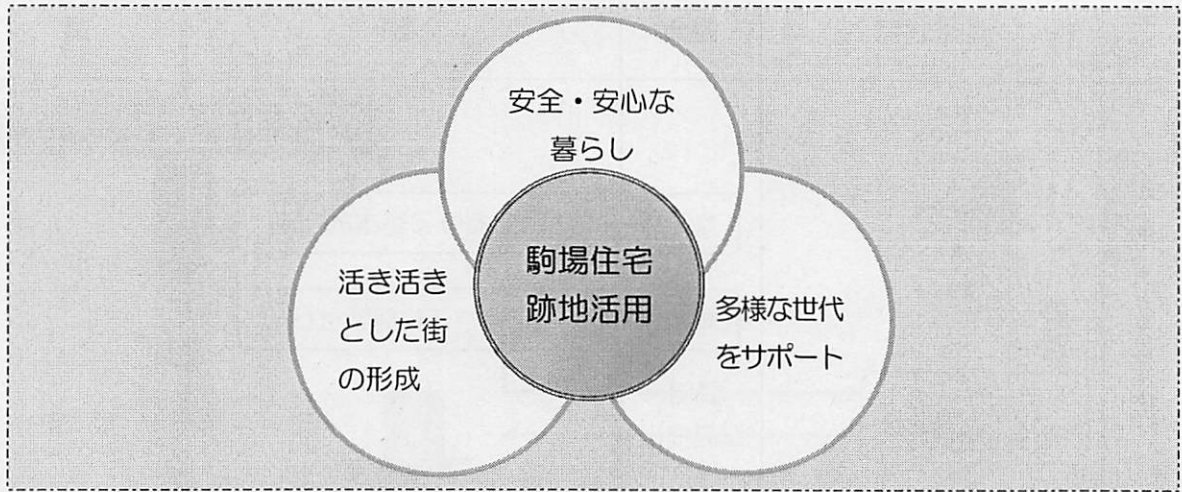 安全・安心な
暮らし
駒場住宅
跡地活用
活き活き
とした街
の形成
多様な世代
をサポート